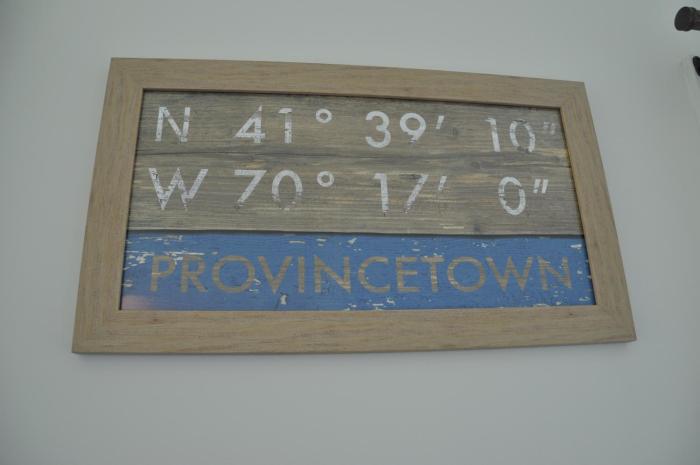 N 41° 39' 10"
W 70° 17' 0"
PROVINCETOWN